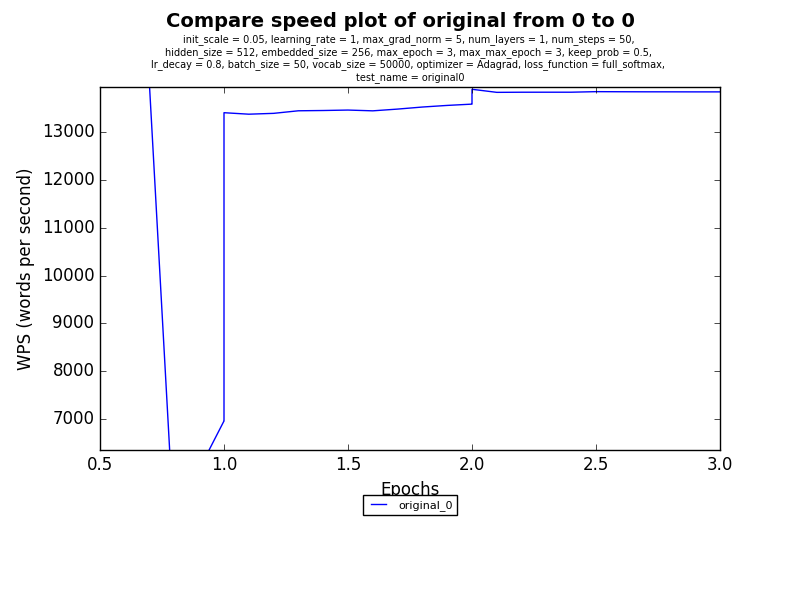 Compare speed plot of original from 0 to 0
init_scale = 0.05, learning_rate = 1, max_grad_norm = 5, num_layers = 1, num_steps = 50,
hidden_size = 512, embedded_size = 256, max_epoch = 3, max_max_epoch = 3, keep_prob = 0.5,
lr_decay = 0.8, batch_size = 50, vocab_size = 50000, optimizer = Adagrad, loss_function = full_softmax,
test_name = original0
WPS (words per second)
13000
12000
11000
10000
9000
8000
7000
0.5 1.0 1.5 2.0 2.5 3.0
Epochs
original_0